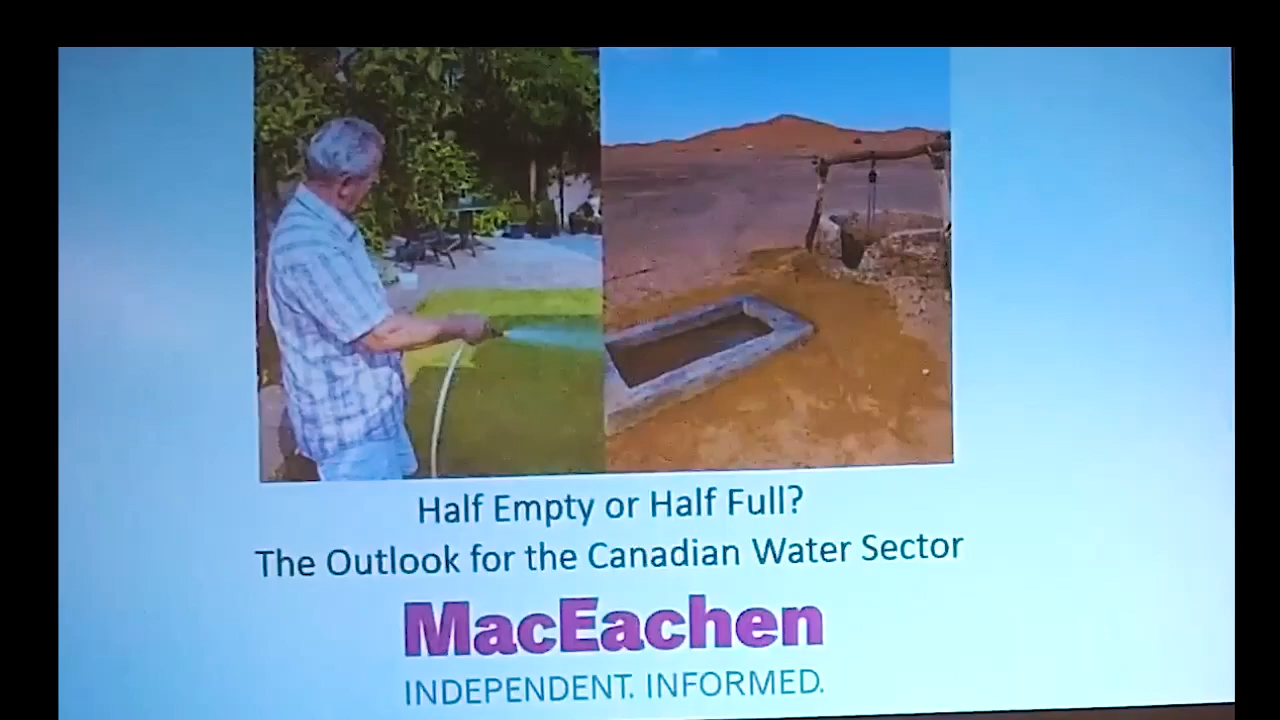 Half Empty or Half Full?
The Outlook for the Canadian Water Sector
MacEachen
INDEPENDENT. INFORMED.